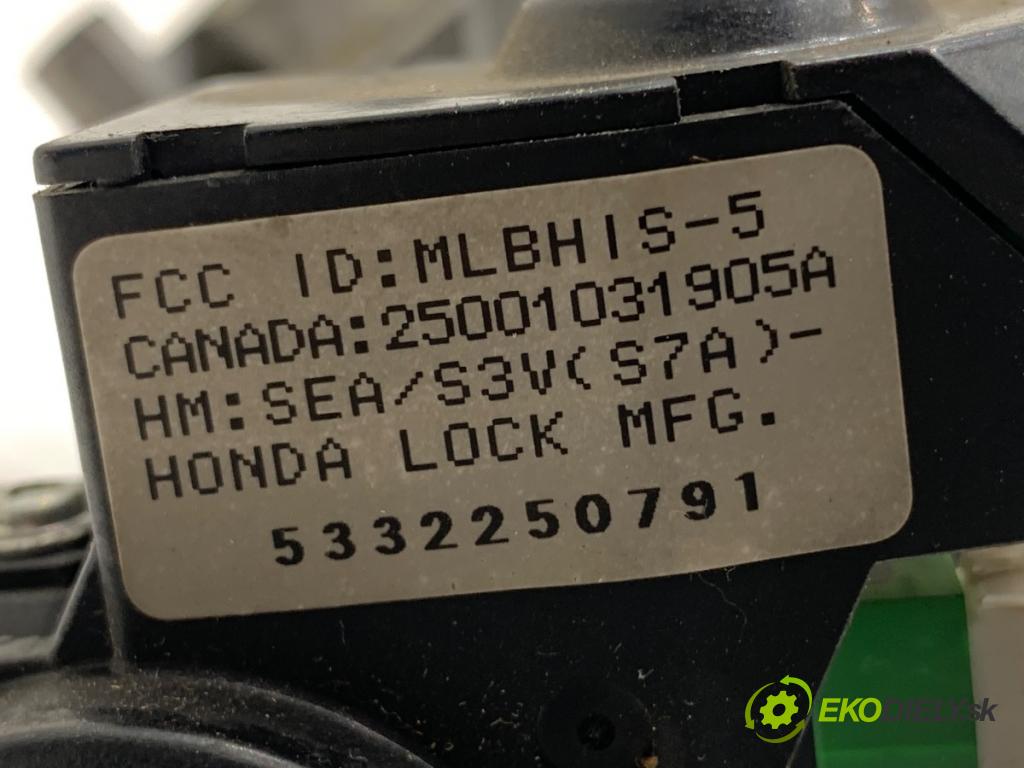 FCC ID:MLBHIS-5
CANADA:25001031905A
HM:SEA/S3V(S7A)-
HONDA LOCK MFG.
5332250791
EKODIELY.sk